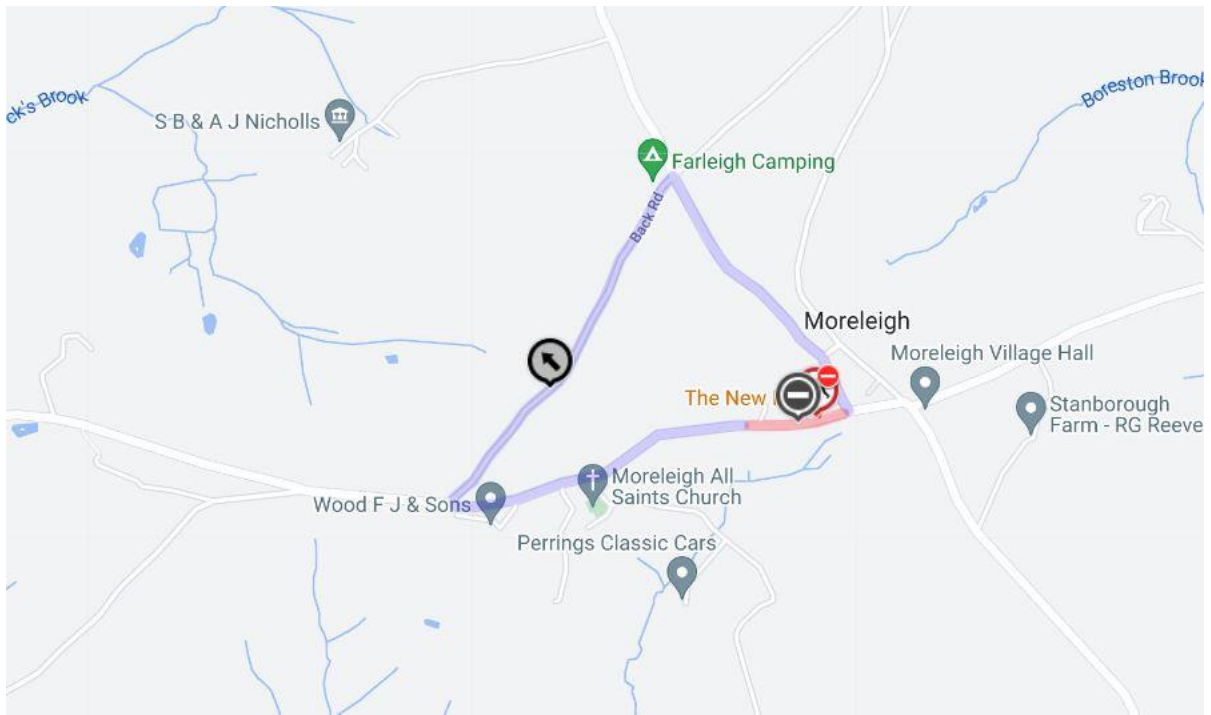 ek's Brook
S B & A J Nicholls
Boreston Brook
Farleigh Camping
Back Rd
Moreleigh
Moreleigh Village Hall
The New
Stanborough
Farm - RG Reeve
Moreleigh All
Saints Church
Wood F J & Sons
Perrings Classic Cars